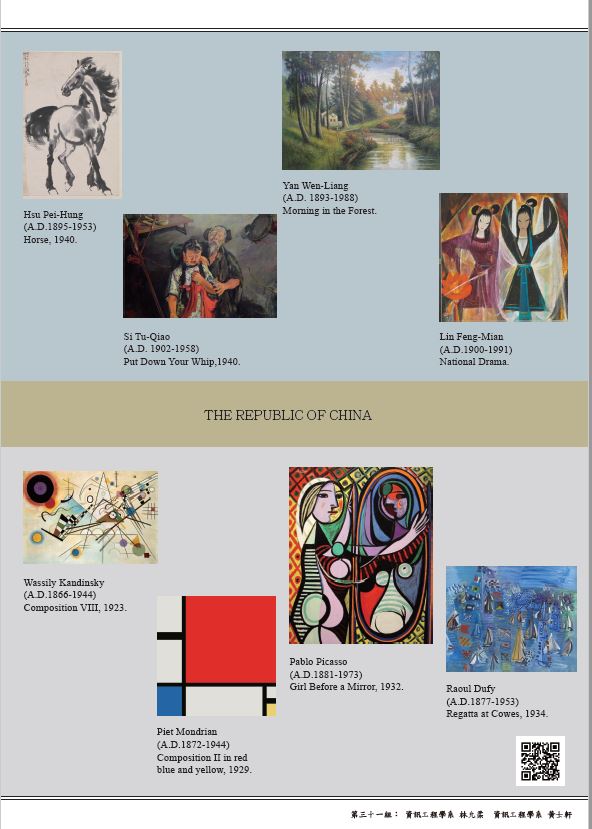 Hsu Pei-Hung
(A.D.1895-1953)
Horse, 1940.
Yan Wen-Liang
(A.D. 1893-1988)
Morning in the Forest.
Si Tu-Qiao
(A.D. 1902-1958)
Put Down Your Whip,1940.
Lin Feng-Mian
(A.D.1900-1991)
National Drama.
THE REPUBLIC OF CHINA
Wassily Kandinsky
(A.D.1866-1944)
Composition VIII, 1923.
Piet Mondrian
(A.D.1872-1944)
Composition II in red
blue and yellow, 1929.
Pablo Picasso
(A.D.1881-1973)
Girl Before a Mirror, 1932.
Raoul Dufy
(A.D.1877-1953)
Regatta at Cowes, 1934.
第三十一組： 資訊工程學系 林九柔 資訊工程學系 黃士軒